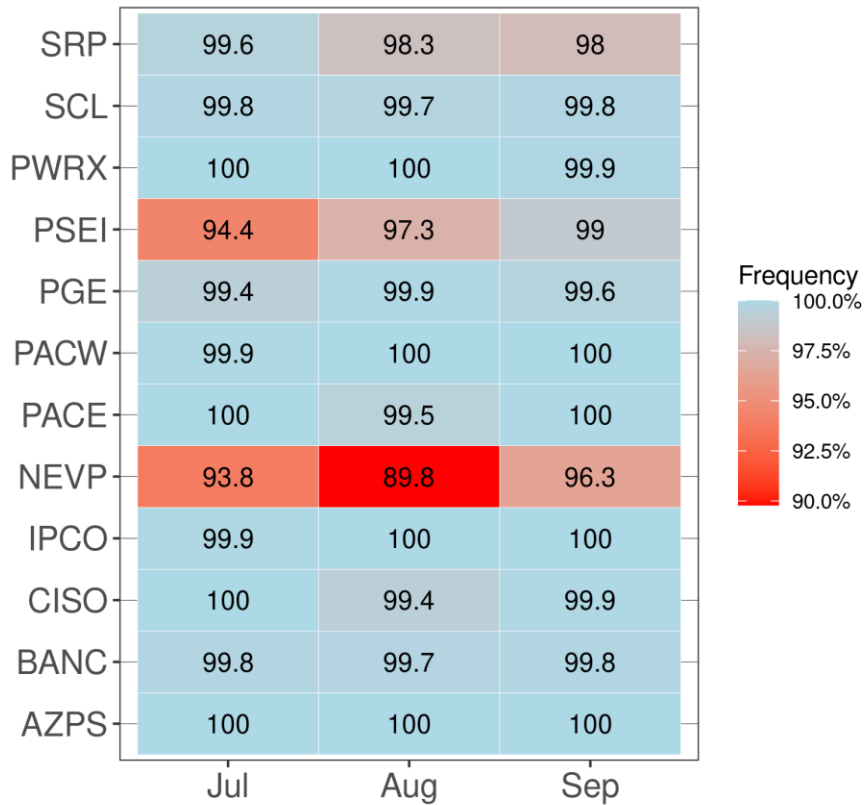 SRP 99.6 98.3 98
SCL 99.8 99.7 99.8
PWRX 100 100 99.9
PSEI 94.4 97.3 99
PGE 99.4 99.9 99.6
PACW 99.9 100 100
PACE 100 99.5 100
NEVP 93.8 89.8 96.3
IPCO 99.9 100 100
CISO 100 99.4 99.9
BANC 99.8 99.7 99.8
AZPS 100 100 100
Jul Aug Sep
Frequency
100.0%
97.5%
95.0%
92.5%
90.0%